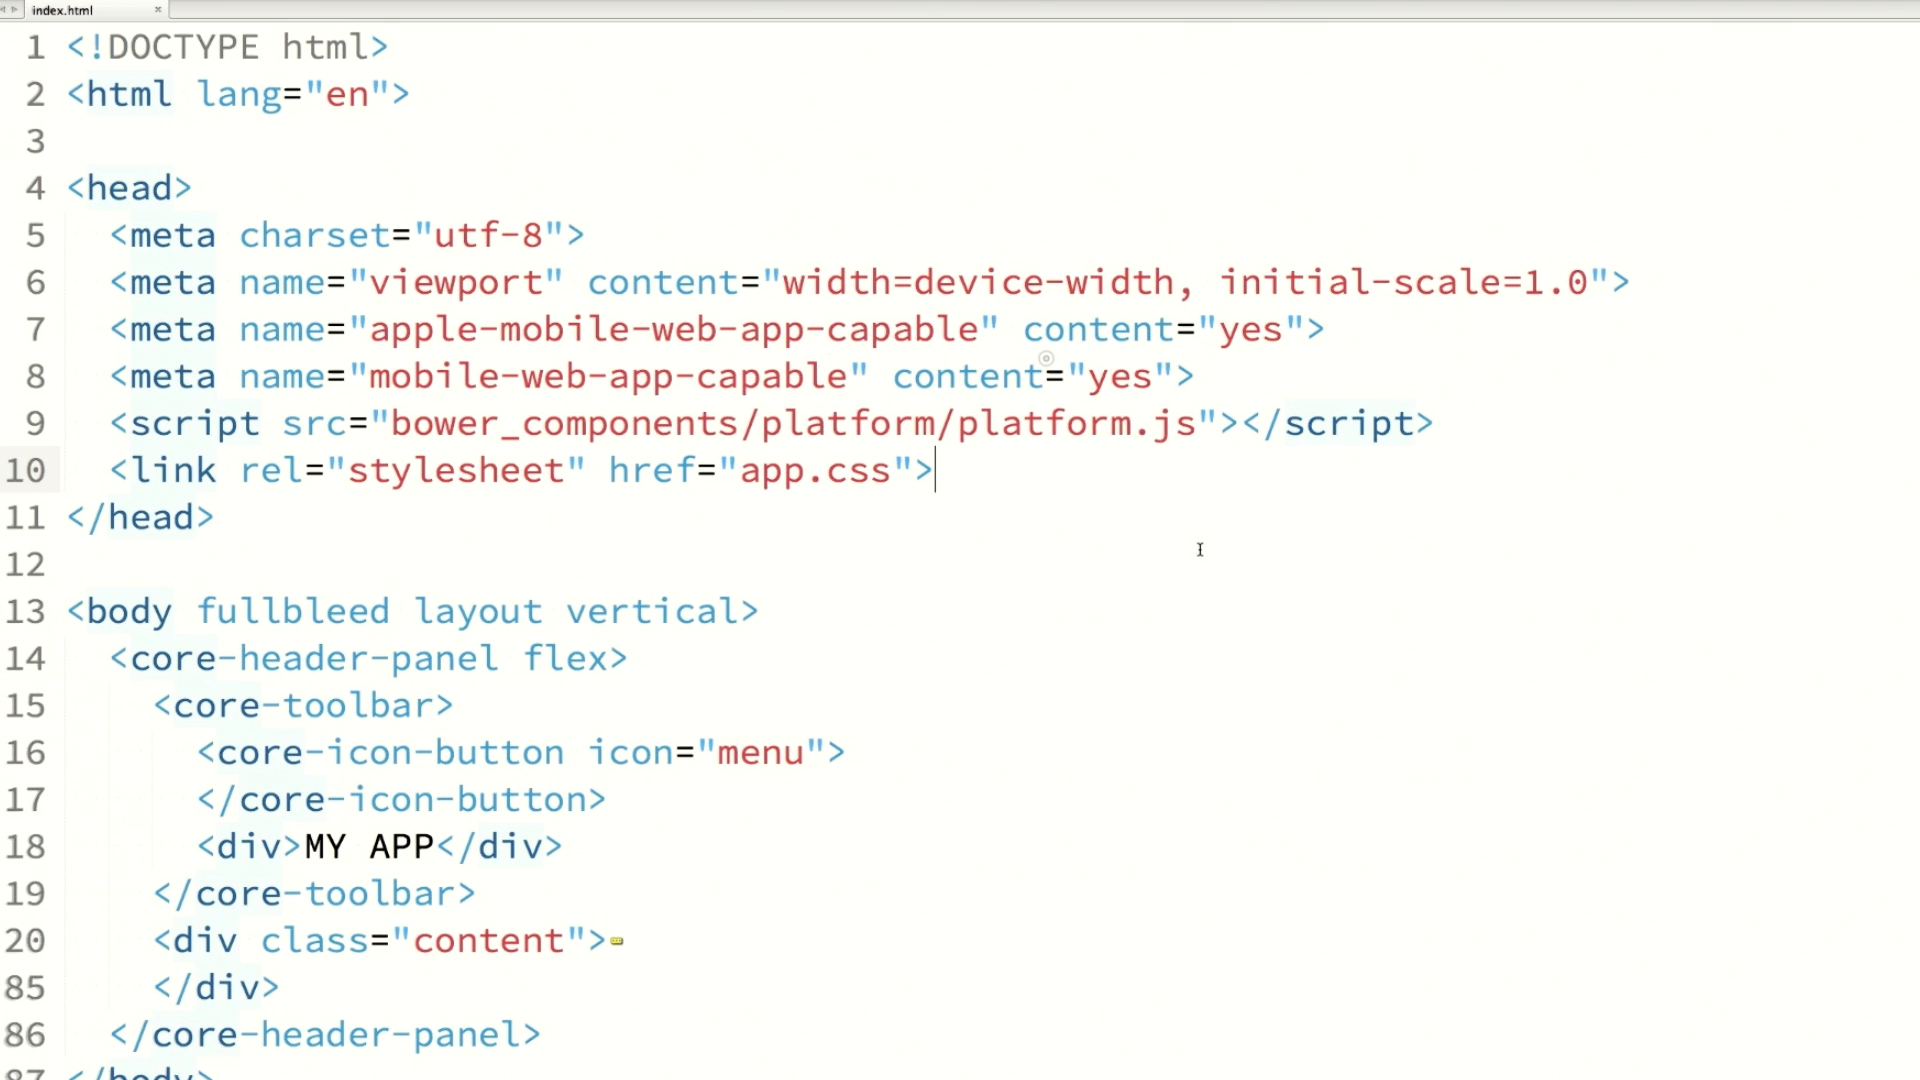 index.html
1 <!DOCTYPE html>
2 <html lang="en">
3
4 <head>
5 <meta charset="utf-8">
6 <meta name="viewport" content="width=device-width, initial-scale=1.0">
7 <meta name="apple-mobile-web-app-capable" content="yes">
8 <meta name="mobile-web-app-capable" content="yes">
9 <script src="bower_components/platform/platform.js"></script>
10 <link rel="stylesheet" href="app.css">
11 </head>
12
13 <body fullbleed layout vertical>
14 <core-header-panel flex>
15 <core-toolbar>
16 <core-icon-button icon="menu">
17 </core-icon-button>
18 <div>MY APP</div>
19 </core-toolbar>
20 <div class="content">
85 </div>
86 </core-header-panel>
87 </body>